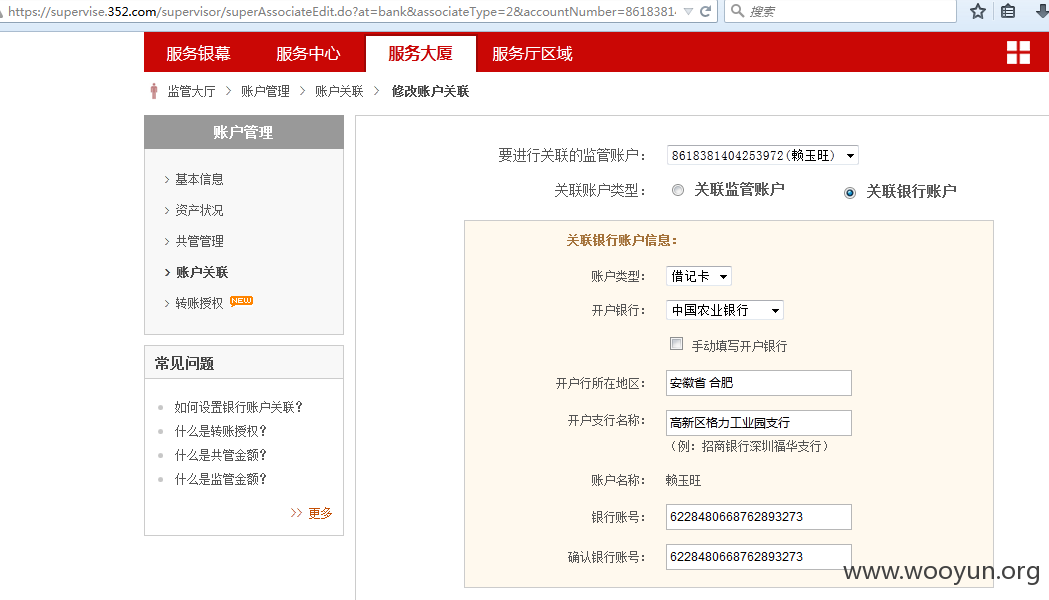 https://supervise.352.com/supervisor/superAssociateEdit.do?at=bank&associateType=2&accountNumber=8618381
搜索
服务银幕 服务中心 服务大厦 服务厅区域
监管大厅 > 账户管理 > 账户关联 > 修改账户关联
账户管理
基本信息
资产状况
共管管理
账户关联
转账授权 NEW
常见问题
如何设置银行账户关联？
什么是转账授权？
什么是共管金额？
什么是监管金额？
>> 更多
要进行关联的监管账户： 8618381404253972(赖玉旺)
关联账户类型： 关联监管账户 关联银行账户
关联银行账户信息：
账户类型： 借记卡
开户银行： 中国农业银行
手动填写开户银行
开户行所在地区： 安徽省 合肥
开户支行名称： 高新区格力工业园支行
（例：招商银行深圳福华支行）
账户名称： 赖玉旺
银行账号： 6228480668762893273
确认银行账号： 6228480668762893273
www.wooyun.org